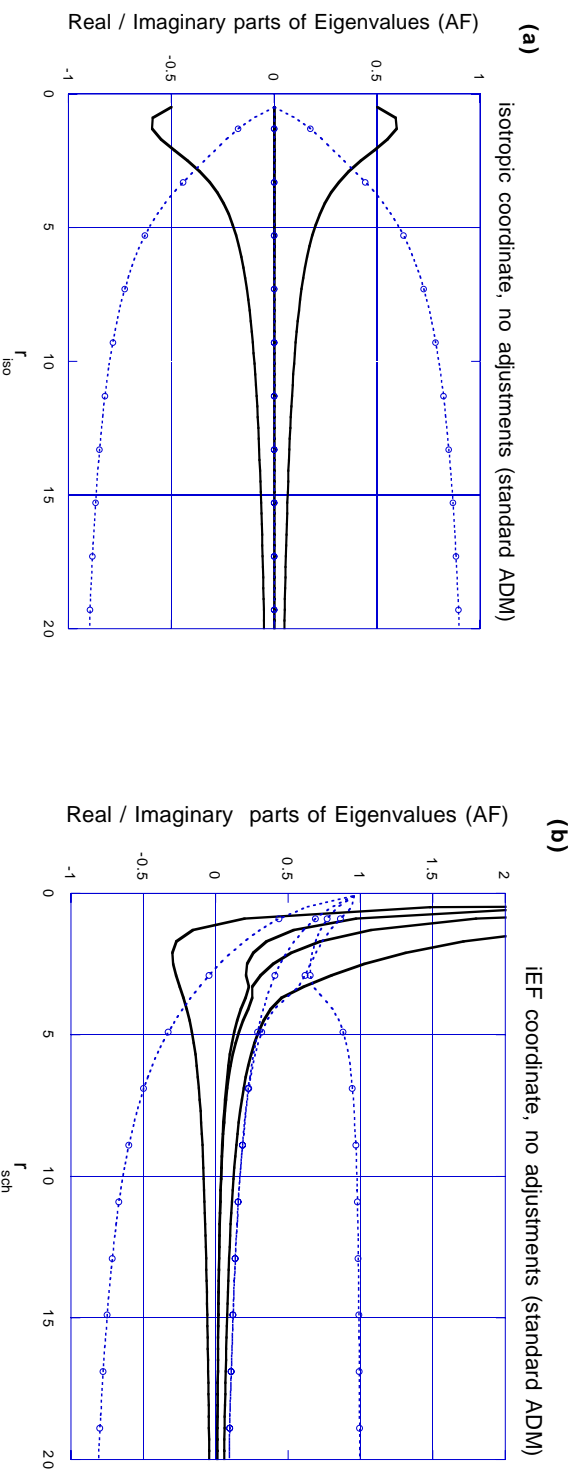 (a)
isotropic coordinate, no adjustments (standard ADM)
Real / Imaginary parts of Eigenvalues (AF)
1
0.5
0
-0.5
-1
0
5
10
15
20
r iso
(b)
iEF coordinate, no adjustments (standard ADM)
Real / Imaginary parts of Eigenvalues (AF)
2
1.5
1
0.5
0
-0.5
-1
0
5
10
15
20
r sch